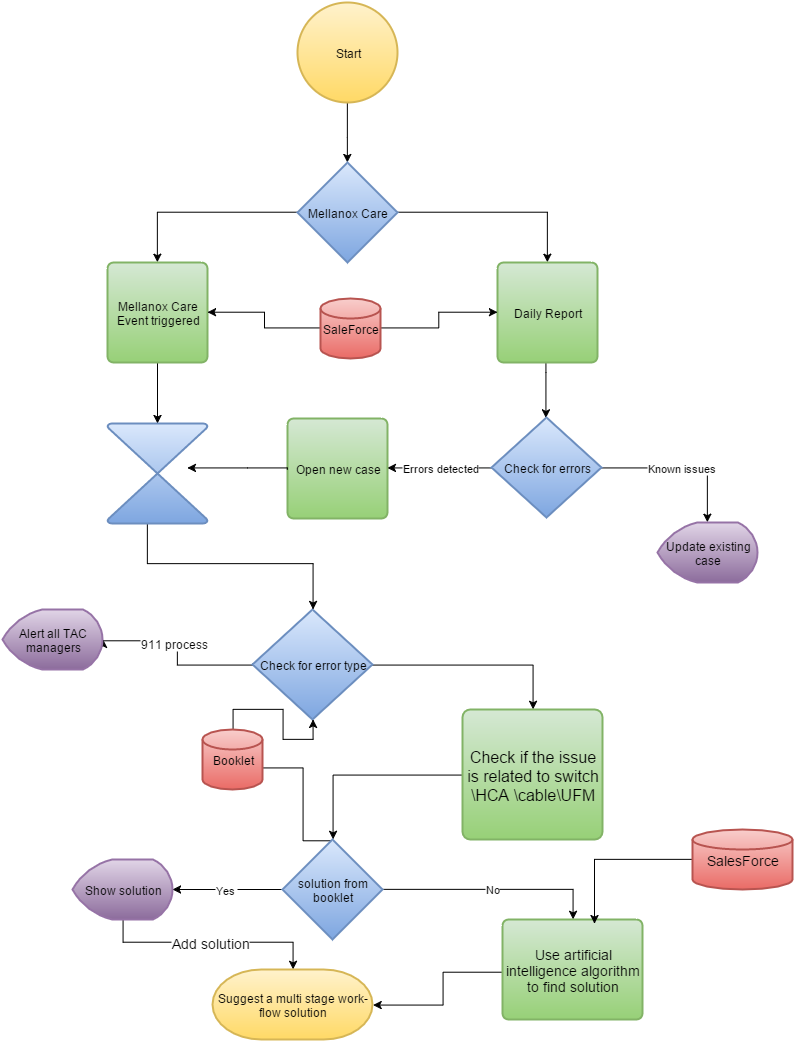 Start
Mellanox Care
Mellanox Care
Event triggered
SaleForce
Daily Report
Open new case
Errors detected
Check for errors
Known issues
Update existing
case
Alert all TAC
managers
911 process
Check for error type
Booklet
Check if the issue
is related to switch
\HCA \cable\UFM
SalesForce
Show solution
Yes
solution from
booklet
No
Add solution
Use artificial
intelligence algorithm
to find solution
Suggest a multi stage work-
flow solution